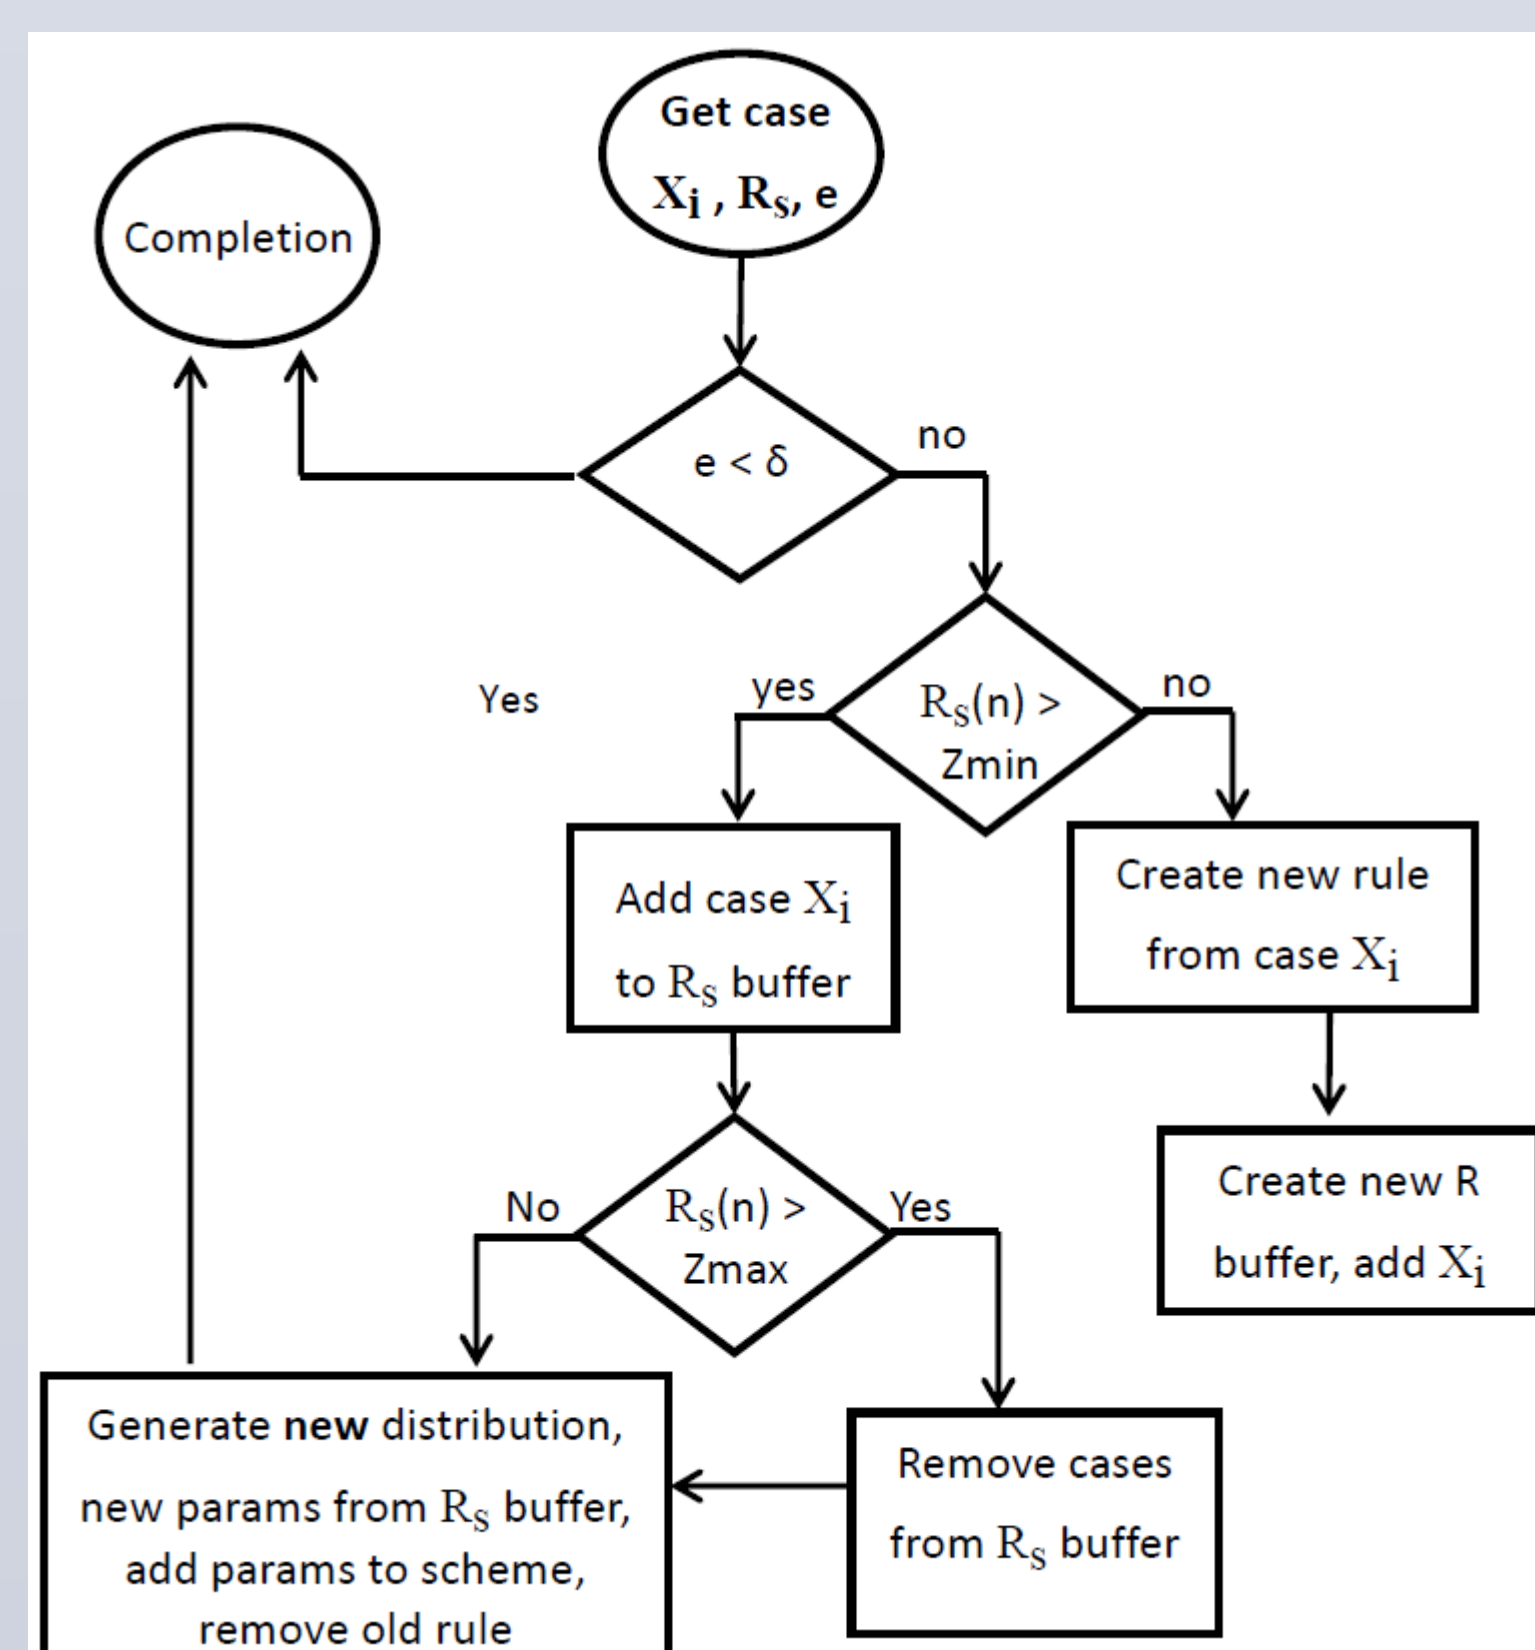 Get case
Xi , Rs, e
Completion
e < δ
no
Yes
yes
Rs(n) >
Zmin
no
Add case Xi
to Rs buffer
Create new rule
from case Xi
No
Rs(n) >
Zmax
Yes
Create new R
buffer, add Xi
Generate new distribution,
new params from Rs buffer,
add params to scheme,
remove old rule
Remove cases
from Rs buffer